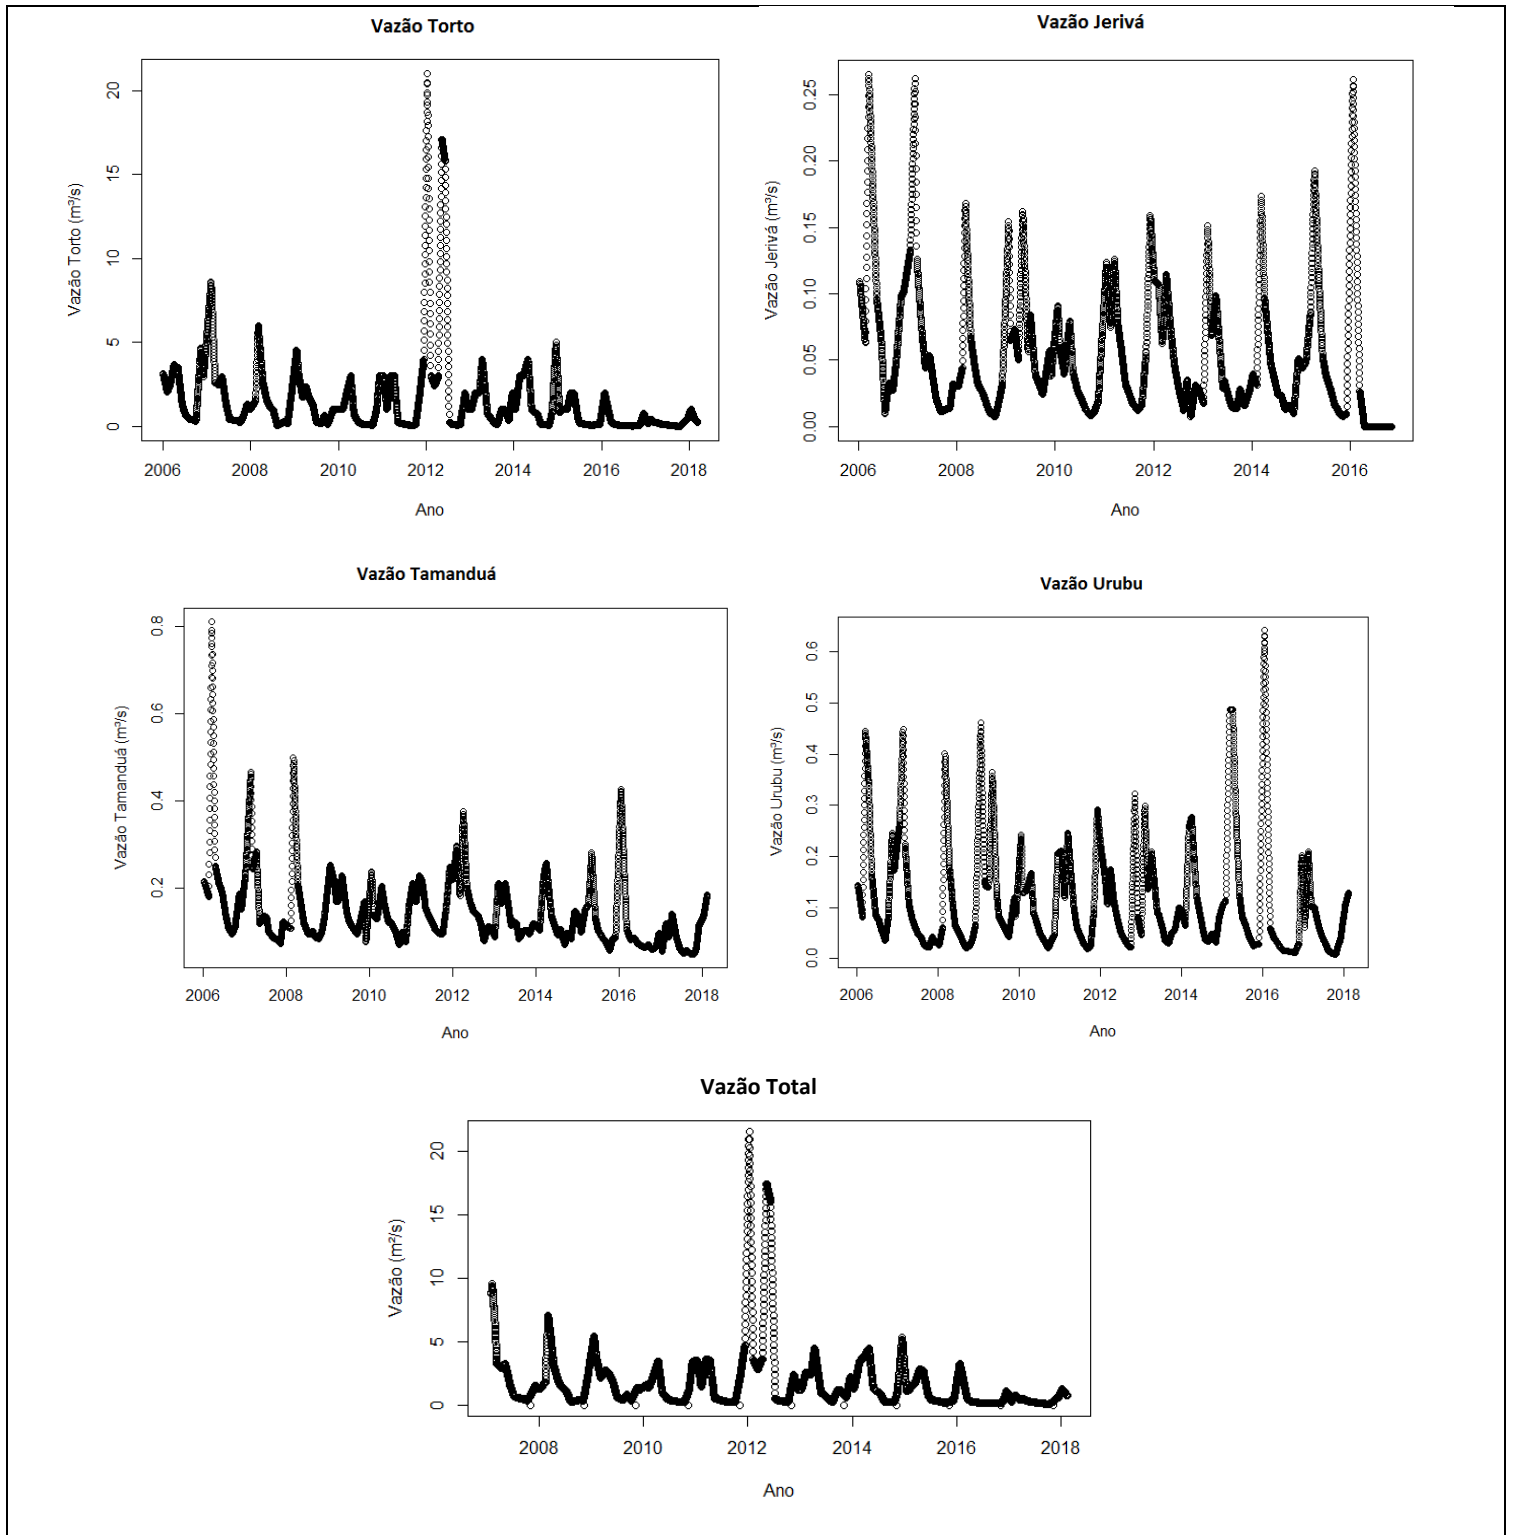 Vazão Torto
Vazão Torto (m³/s)
20
15
10
5
0
2006 2008 2010 2012 2014 2016 2018
Ano
Vazão Jerivá
Vazão Jerivá (m³/s)
0.25
0.20
0.15
0.10
0.05
0.00
2006 2008 2010 2012 2014 2016
Ano
Vazão Tamanduá
Vazão Tamanduá (m³/s)
0.8
0.6
0.4
0.2
2006 2008 2010 2012 2014 2016 2018
Ano
Vazão Urubu
Vazão Urubu (m³/s)
0.6
0.5
0.4
0.3
0.2
0.1
0.0
2006 2008 2010 2012 2014 2016 2018
Ano
Vazão Total
Vazão (m²/s)
20
15
10
5
0
2008 2010 2012 2014 2016 2018
Ano